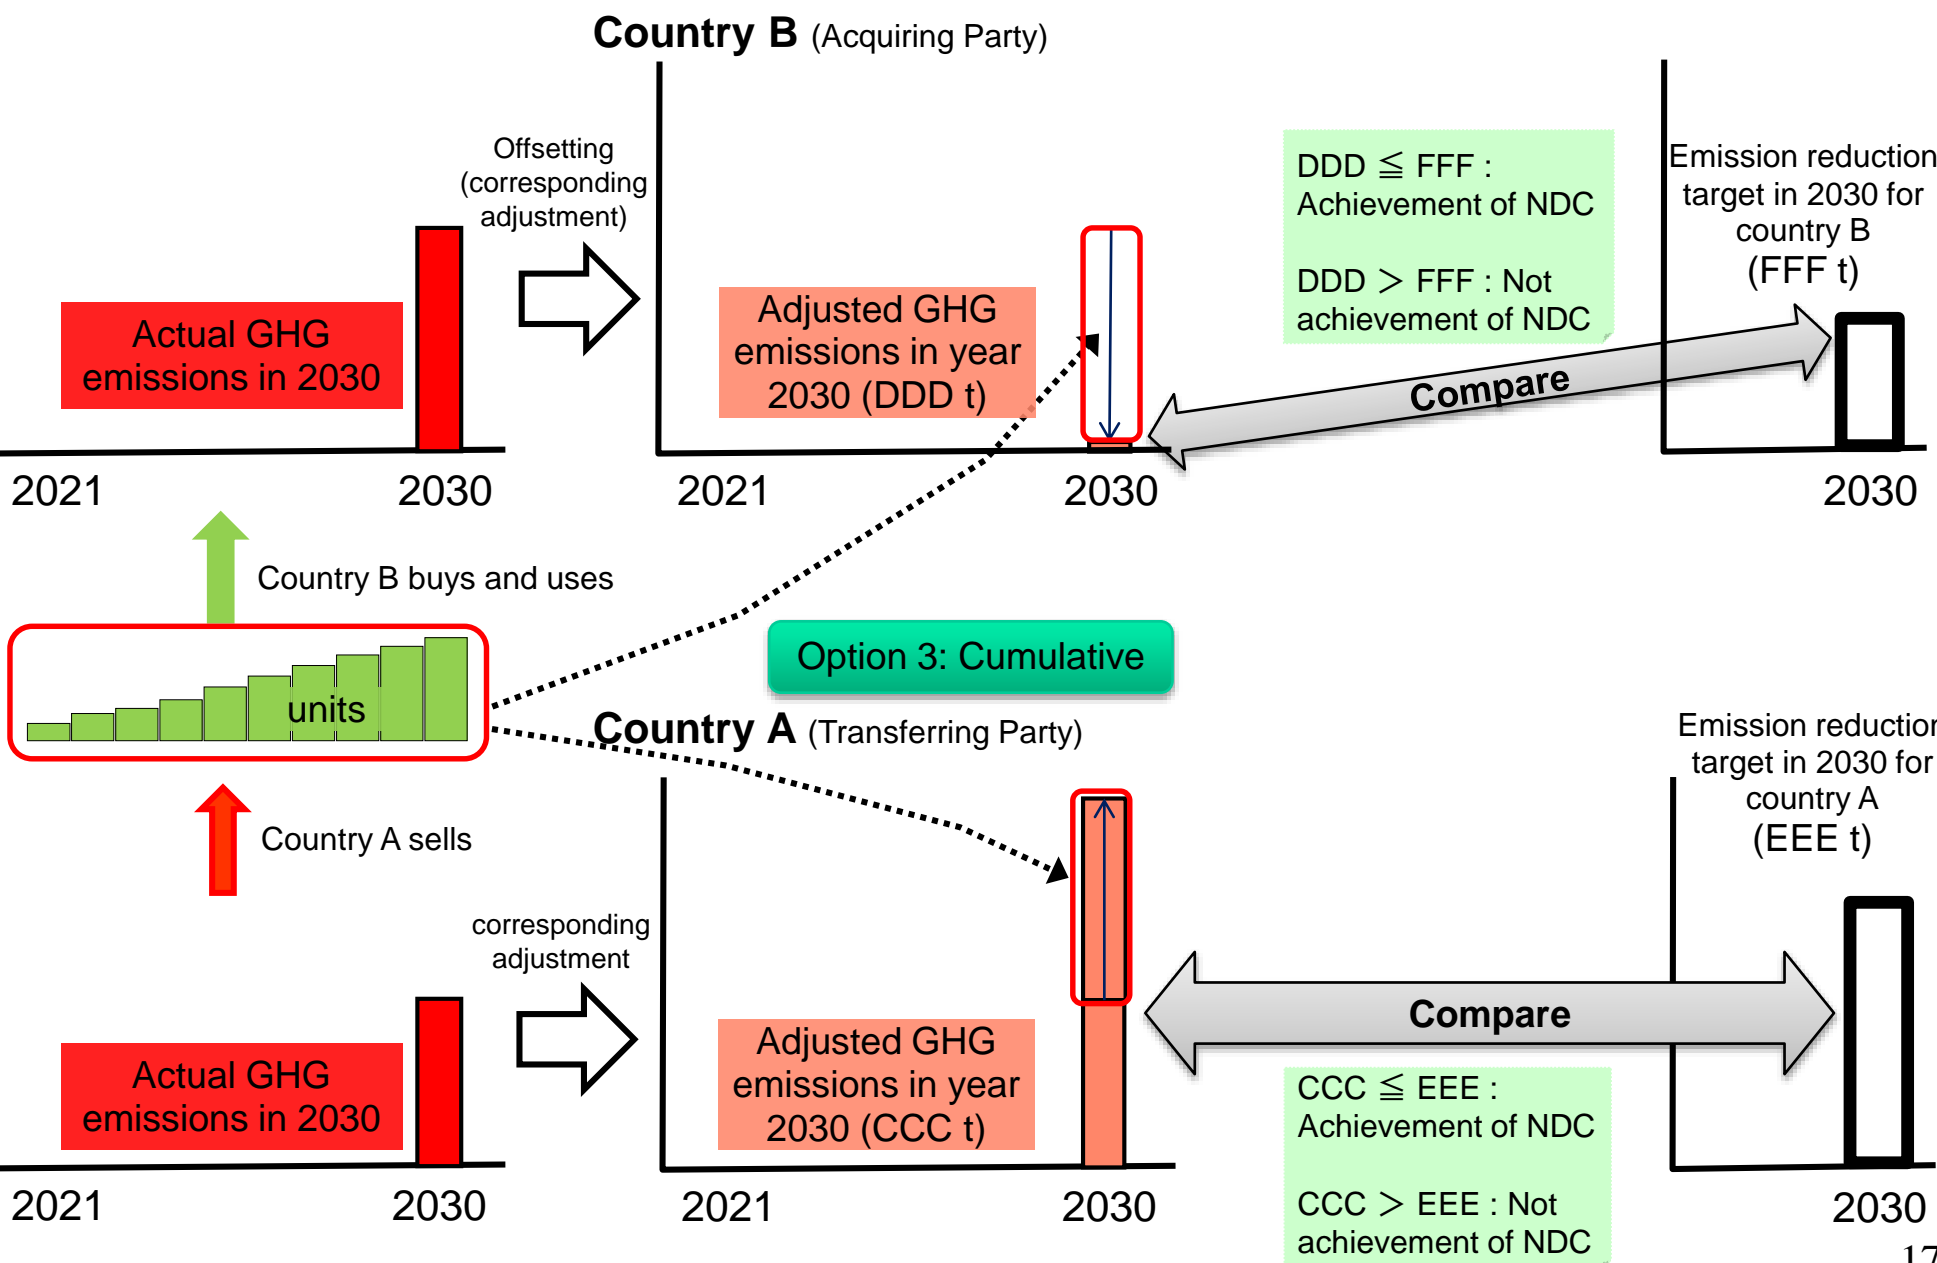 Country B (Acquiring Party)
Offsetting
(corresponding
adjustment)
Actual GHG
emissions in 2030
Adjusted GHG
emissions in year
2030 (DDD t)
DDD ≦ FFF :
Achievement of NDC
DDD ＞ FFF : Not
achievement of NDC
Compare
Emission reduction
target in 2030 for
country B
(FFF t)
2021
2030
2021
2030
2030
Country B buys and uses
units
Option 3: Cumulative
Country A sells
Country A (Transferring Party)
corresponding
adjustment
Actual GHG
emissions in 2030
Adjusted GHG
emissions in year
2030 (CCC t)
Compare
CCC ≦ EEE :
Achievement of NDC
CCC ＞ EEE : Not
achievement of NDC
Emission reduction
target in 2030 for
country A
(EEE t)
2021
2030
2021
2030
2030
17